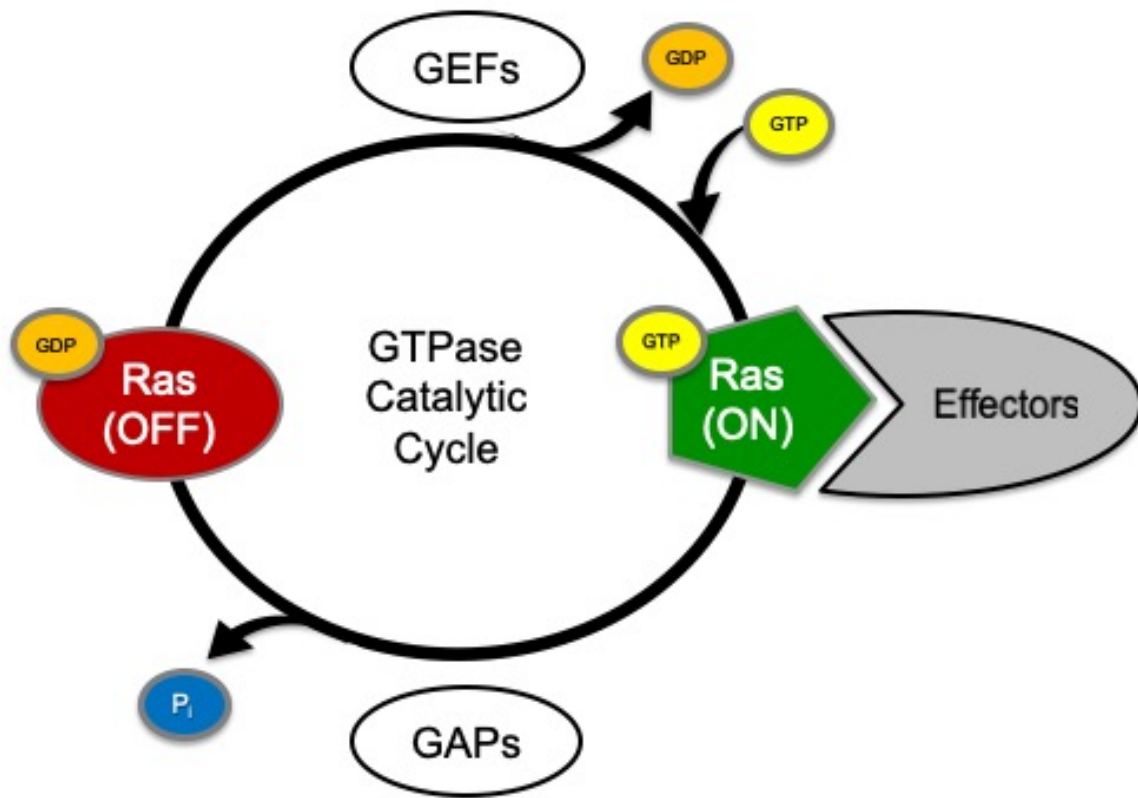 GEFs
GDP
GTP
GDP
Ras
(OFF)
GTPase
Catalytic
Cycle
GTP
Ras
(ON)
Effectors
Pi
GAPs